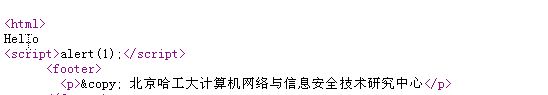 <html>
Hello
<script>alert(1);</script>
<footer>
<p>&copy; 北京哈工大计算机网络与信息安全技术研究中心</p>